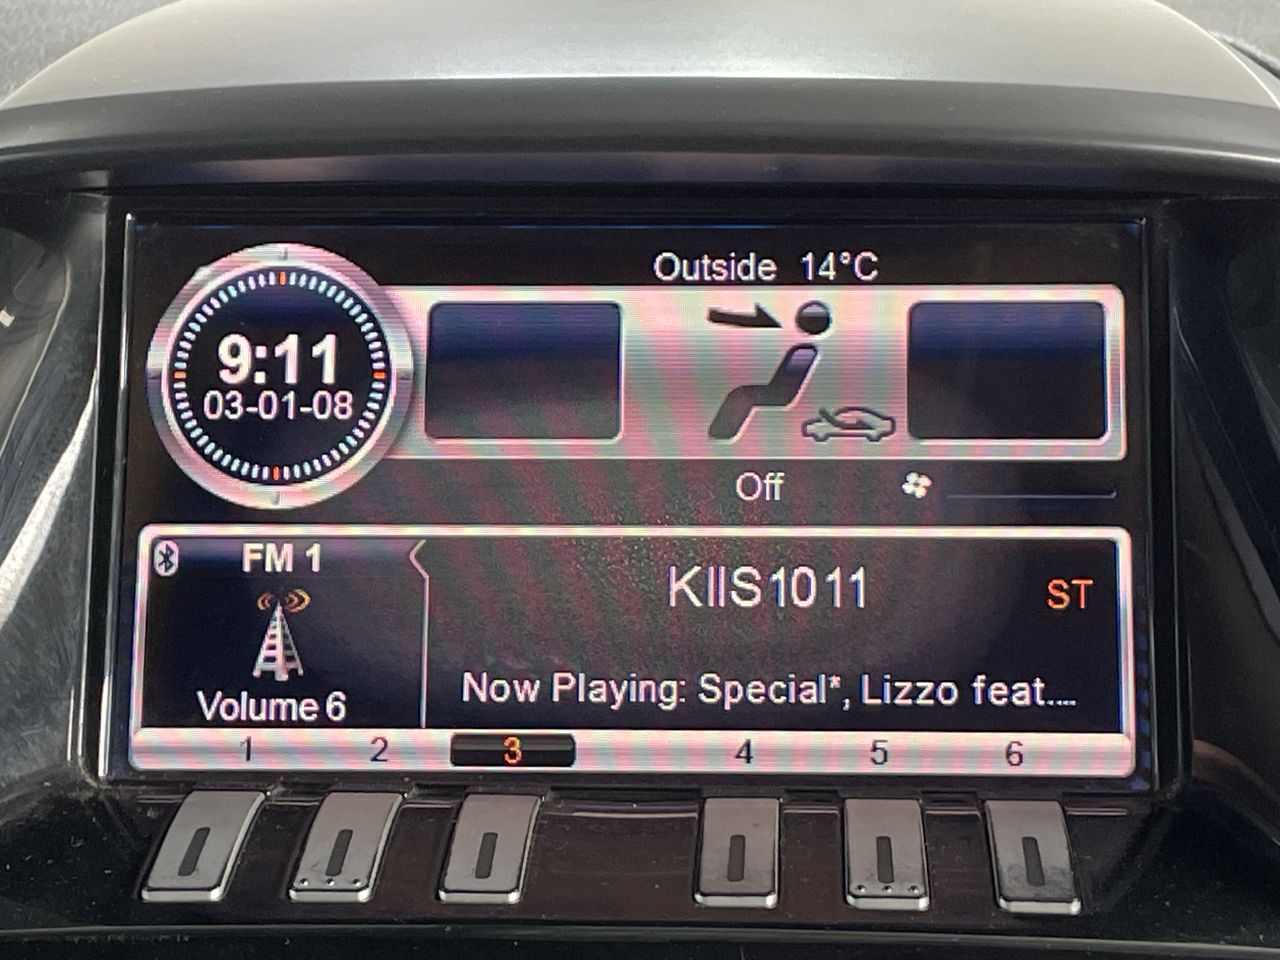 Outside 14°C
9:11
03-01-08
Off
FM 1
KIIS1011
ST
Now Playing: Special*, Lizzo feat....
Volume 6
1 2 3 4 5 6